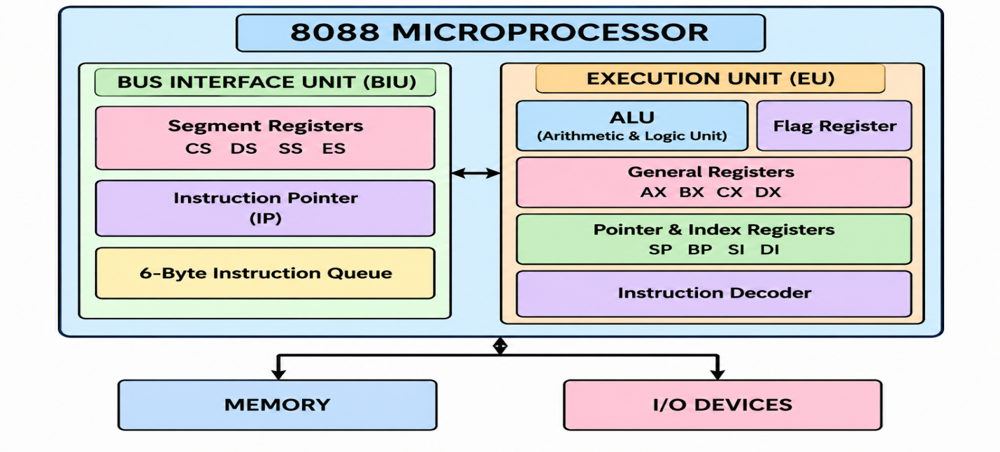 8088 MICROPROCESSOR
BUS INTERFACE UNIT (BIU)
Segment Registers
CS DS SS ES
Instruction Pointer
(IP)
6-Byte Instruction Queue
EXECUTION UNIT (EU)
ALU
(Arithmetic & Logic Unit)
Flag Register
General Registers
AX BX CX DX
Pointer & Index Registers
SP BP SI DI
Instruction Decoder
MEMORY
I/O DEVICES